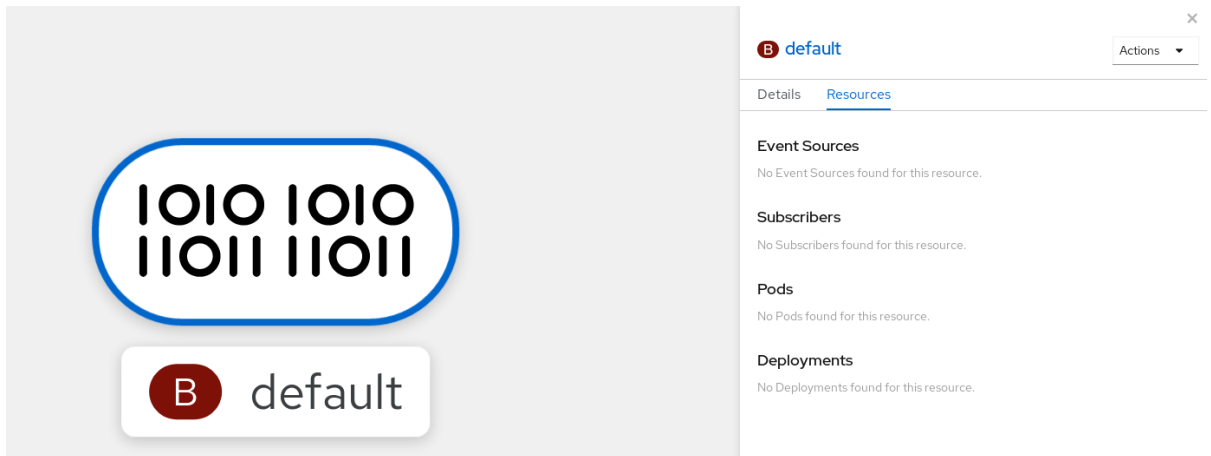 1010 1010
11011 11011
B default
×
B default
Actions
Details Resources
Event Sources
No Event Sources found for this resource.
Subscribers
No Subscribers found for this resource.
Pods
No Pods found for this resource.
Deployments
No Deployments found for this resource.